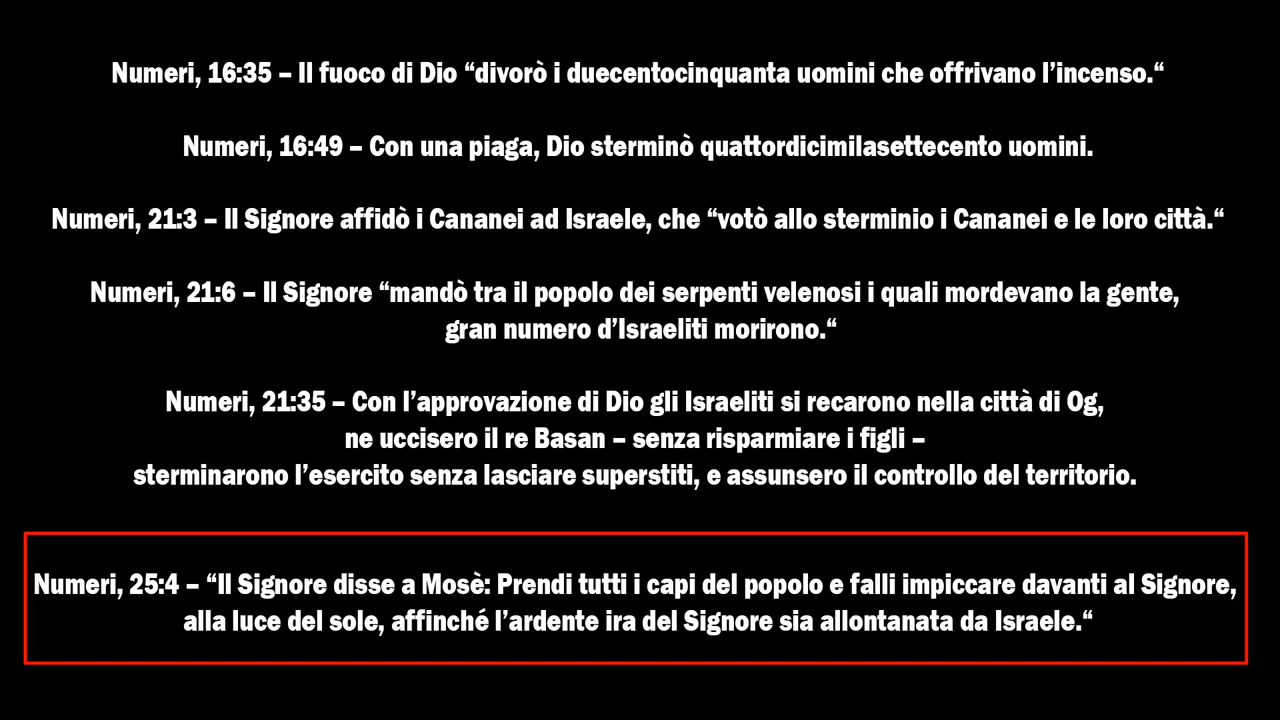 Numeri, 16:35 – Il fuoco di Dio “divorò i duecentocinquanta uomini che offrivano l’incenso.“
Numeri, 16:49 – Con una piaga, Dio sterminò quattordicimilasettecento uomini.
Numeri, 21:3 – Il Signore affidò i Cananei ad Israele, che “votò allo sterminio i Cananei e le loro città.“
Numeri, 21:6 – Il Signore “mandò tra il popolo dei serpenti velenosi i quali mordevano la gente,
gran numero d’Israeliti morirono.“
Numeri, 21:35 – Con l’approvazione di Dio gli Israeliti si recarono nella città di Og,
ne uccisero il re Basan – senza risparmiare i figli –
sterminarono l’esercito senza lasciare superstiti, e assunsero il controllo del territorio.
Numeri, 25:4 – “Il Signore disse a Mosè: Prendi tutti i capi del popolo e falli impiccare davanti al Signore,
alla luce del sole, affinché l’ardente ira del Signore sia allontanata da Israele.“